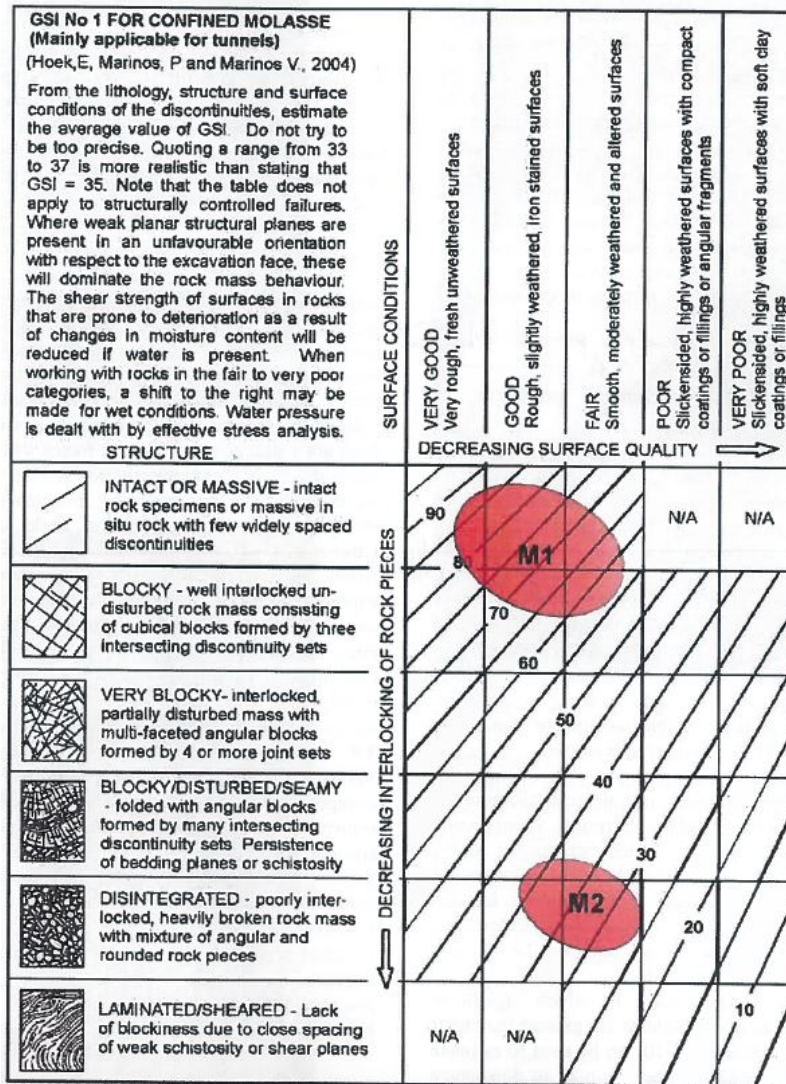 GSI No 1 FOR CONFINED MOLASSE
(Mainly applicable for tunnels)
(Hoek,E, Marinos, P and Marinos V., 2004)
From the lithology, structure and surface
conditions of the discontinuities, estimate
the average value of GSI. Do not try to
be too precise. Quoting a range from 33
to 37 is more realistic than stating that
GSI = 35. Note that the table does not
apply to structurally controlled failures.
Where weak planar structural planes are
present in an unfavourable orientation
with respect to the excavation face, these
will dominate the rock mass behaviour.
The shear strength of surfaces in rocks
that are prone to deterioration as a result
of changes in moisture content will be
reduced if water is present. When
working with rocks in the fair to very poor
categories, a shift to the right may be
made for wet conditions. Water pressure
is dealt with by effective stress analysis.
STRUCTURE
SURFACE CONDITIONS
VERY GOOD
Very rough, fresh unweathered surfaces
GOOD
Rough, slightly weathered, iron stained surfaces
FAIR
Smooth, moderately weathered and altered surfaces
POOR
Slickensided, highly weathered surfaces with compact
coatings or fillings or angular fragments
VERY POOR
Slickensided, highly weathered surfaces with soft clay
coatings or fillings
DECREASING SURFACE QUALITY
DECREASING INTERLOCKING OF ROCK PIECES
INTACT OR MASSIVE - intact
rock specimens or massive in
situ rock with few widely spaced
discontinuities
BLOCKY - well interlocked un-
disturbed rock mass consisting
of cubical blocks formed by three
intersecting discontinuity sets
VERY BLOCKY- interlocked,
partially disturbed mass with
multi-faceted angular blocks
formed by 4 or more joint sets
BLOCKY/DISTURBED/SEAMY
- folded with angular blocks
formed by many intersecting
discontinuity sets Persistence
of bedding planes or schistosity
DISINTEGRATED - poorly inter-
locked, heavily broken rock mass
with mixture of angular and
rounded rock pieces
LAMINATED/SHEARED - Lack
of blockiness due to close spacing
of weak schistosity or shear planes
90
M1
N/A
N/A
80
70
60
50
40
30
M2
20
10
N/A
N/A